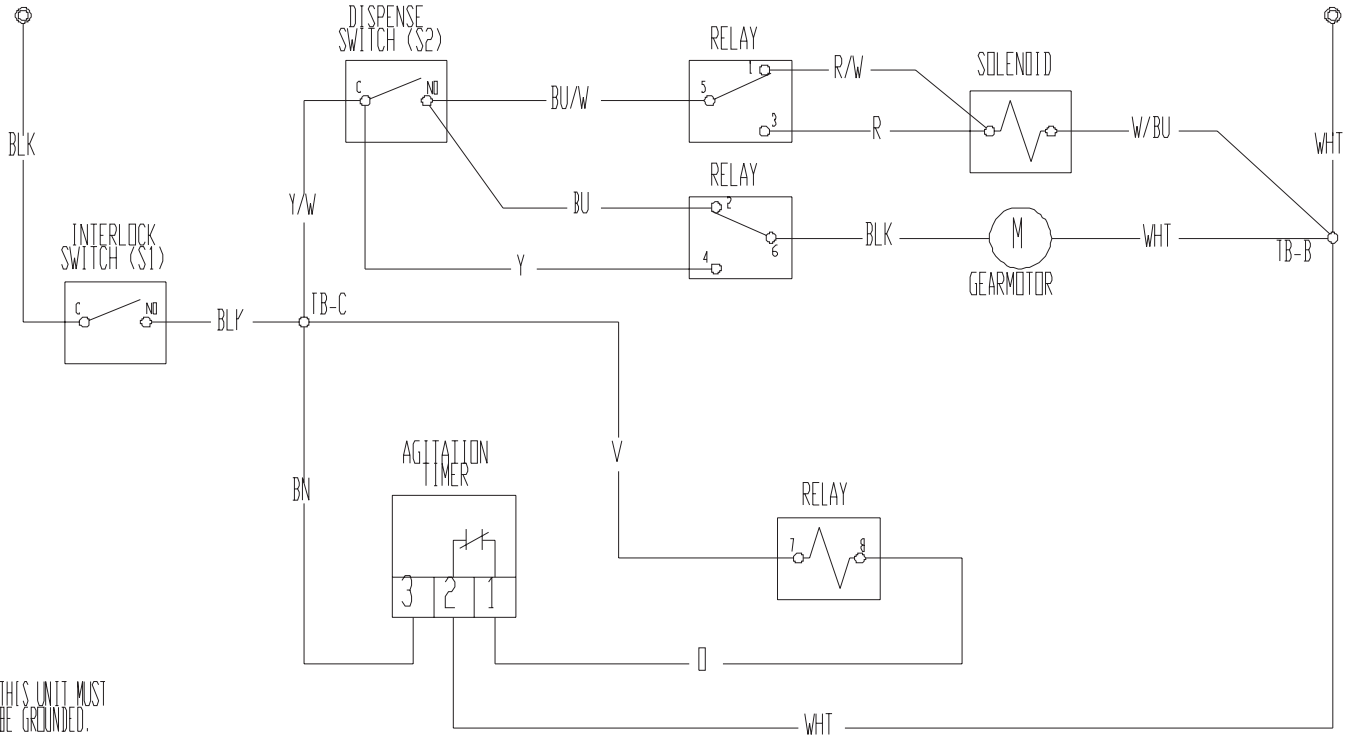 DISPENSE
SWITCH (S2)
C
NO
BU/W
RELAY
1
5
3
R/W
R
SOLENOID
W/BU
WHT
BLK
Y/W
BU
Y
RELAY
2
4
6
BLK
M
GEARMOTOR
WHT
TB-B
INTERLOCK
SWITCH (S1)
C
NO
BLK
TB-C
BN
AGITATION
TIMER
3 2 1
V
RELAY
7
8
O
WHT
THIS UNIT MUST
BE GROUNDED.